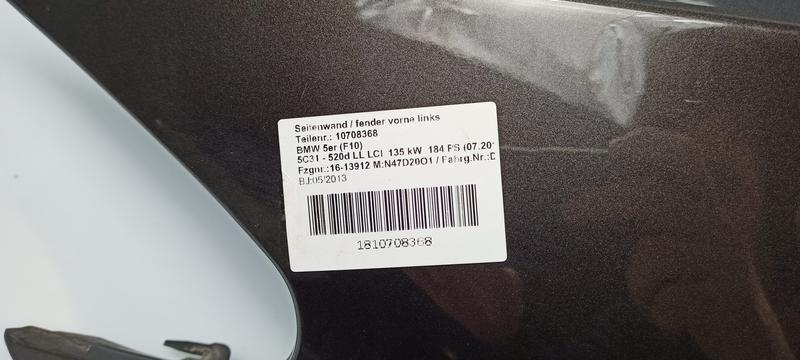 Seitenwand / fender vorne links
Teilenr.: 10708368
BMW 5er (F10)
5C31 - 520d LL LCI 135 kW 184 PS (07.201
Fzgnr.:16-13912 M:N47D20O1 / Fahrg.Nr.:D
BJ:05/2013
1810708368